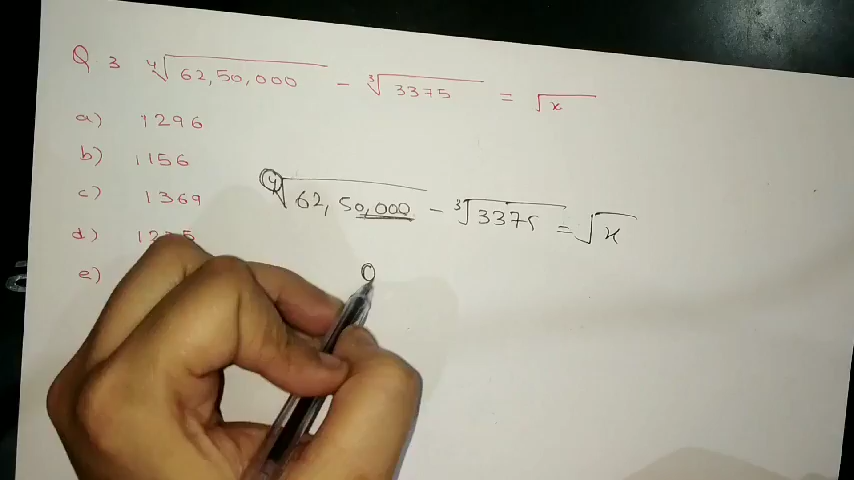 Q 3 ⁴√62,50,000 - ³√3375 = √x
a) 1296
b) 1156
c) 1369
d)
e)
⁴√62,50,000 - ³√3375 = √x
0